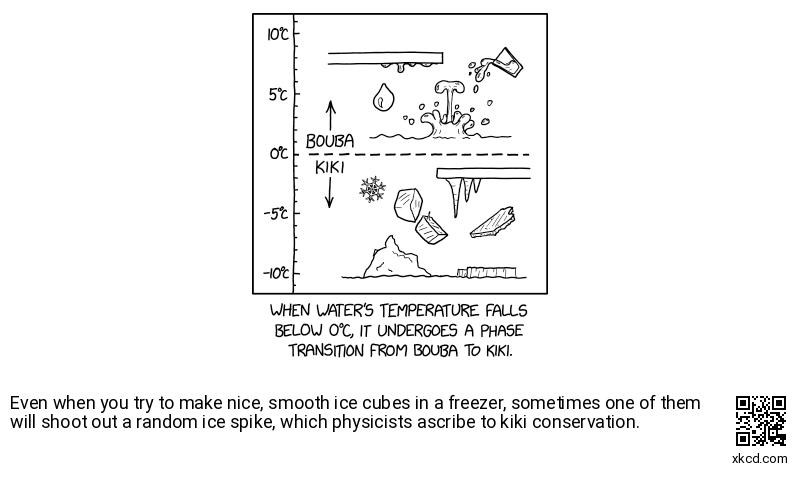 10°C
5°C
BOUBA
0°C
KIKI
-5°C
-10°C
WHEN WATER'S TEMPERATURE FALLS
BELOW 0°C, IT UNDERGOES A PHASE
TRANSITION FROM BOUBA TO KIKI.
Even when you try to make nice, smooth ice cubes in a freezer, sometimes one of them
will shoot out a random ice spike, which physicists ascribe to kiki conservation.
xkcd.com